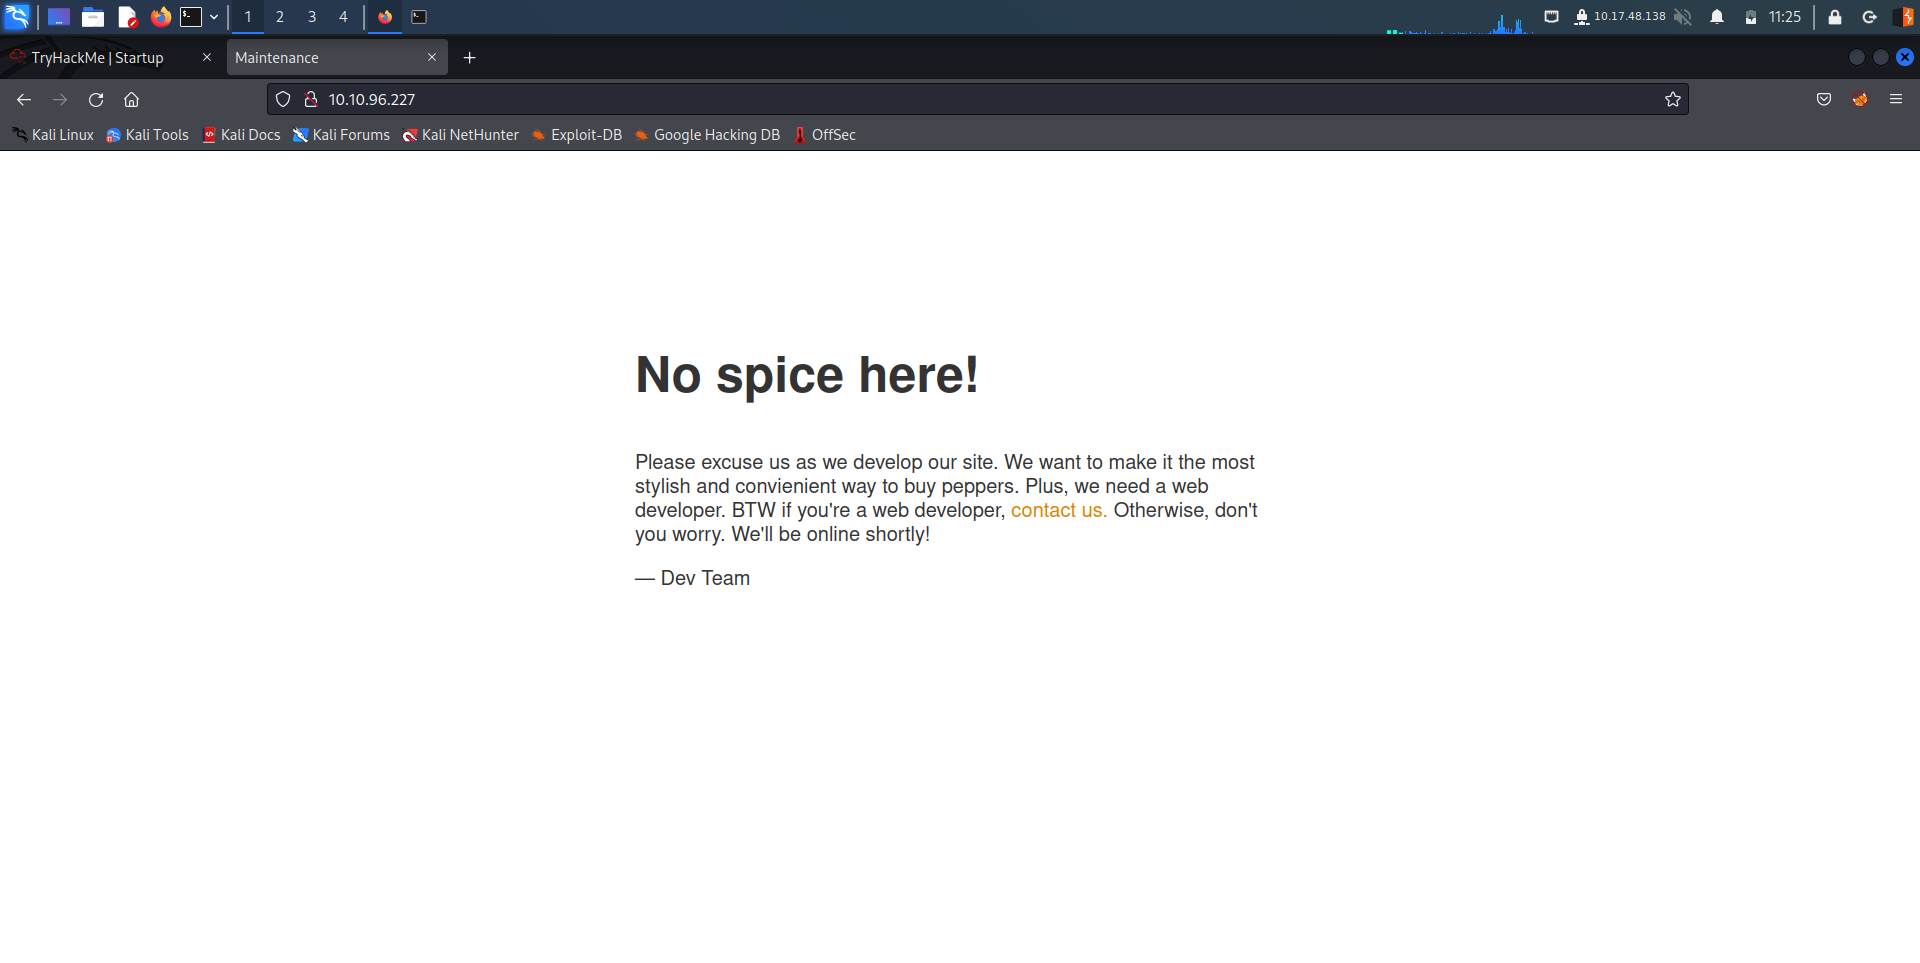 1 2 3 4 10.17.48.138 11:25
TryHackMe | Startup Maintenance
10.10.96.227
Kali Linux Kali Tools Kali Docs Kali Forums Kali NetHunter Exploit-DB Google Hacking DB OffSec
No spice here!
Please excuse us as we develop our site. We want to make it the most
stylish and convienient way to buy peppers. Plus, we need a web
developer. BTW if you're a web developer, contact us. Otherwise, don't
you worry. We'll be online shortly!
— Dev Team